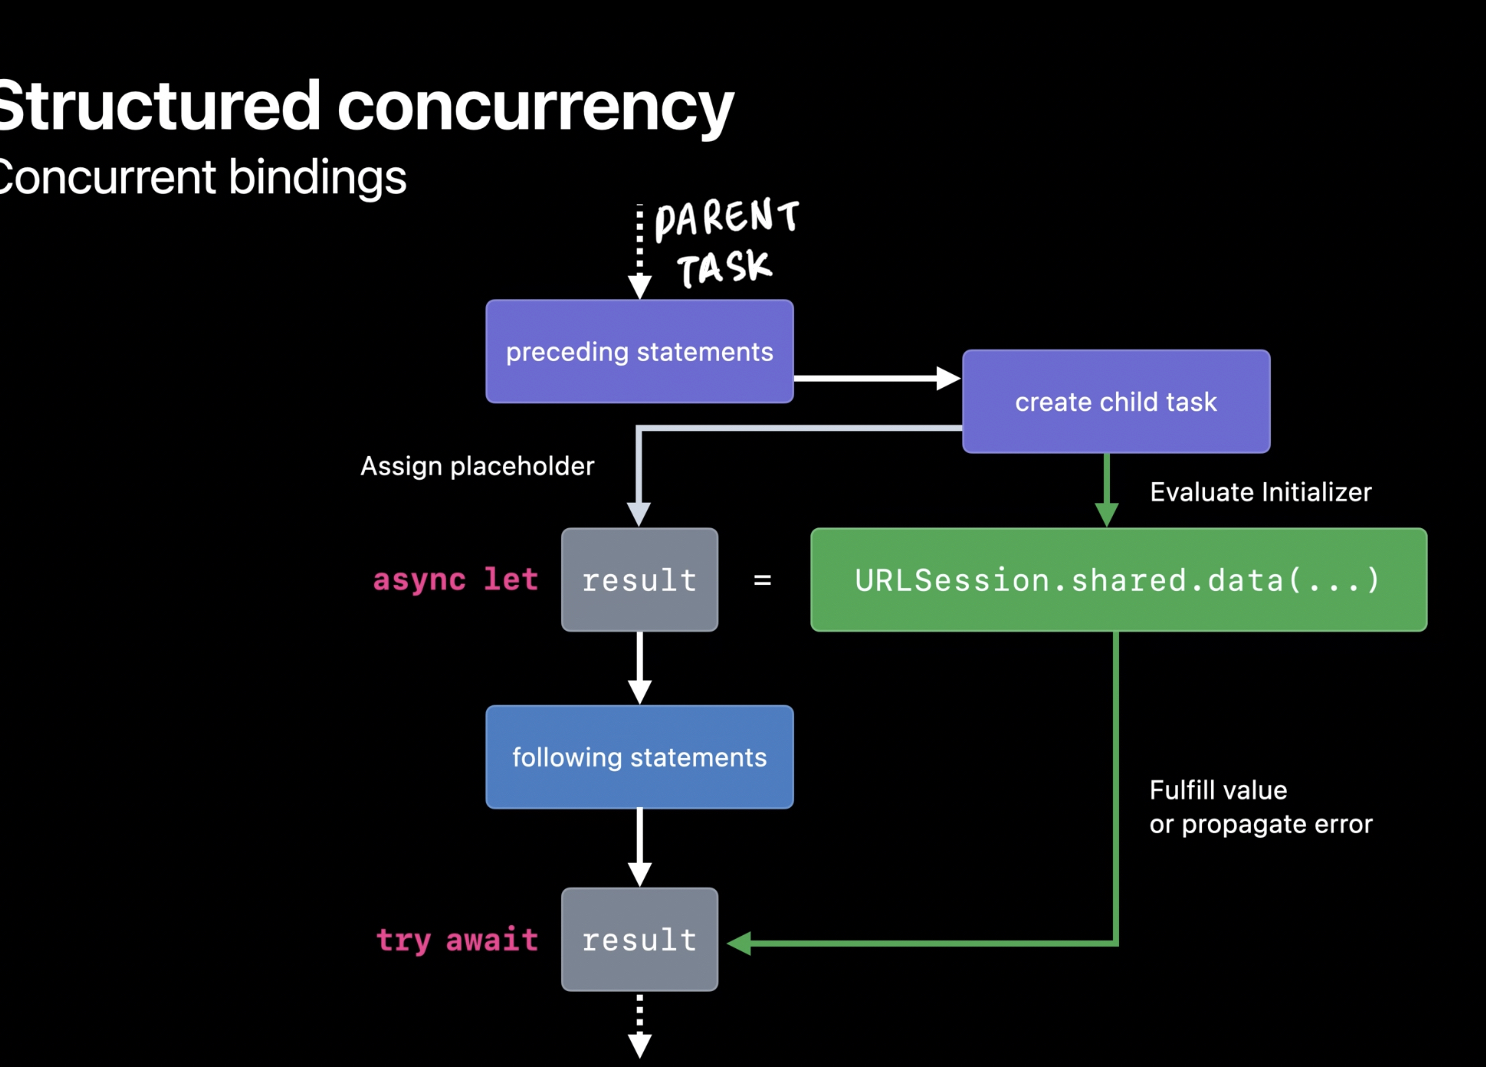 Structured concurrency
Concurrent bindings
PARENT
TASK
preceding statements
create child task
Assign placeholder
Evaluate Initializer
async let result = URLSession.shared.data(...)
following statements
Fulfill value
or propagate error
try await result